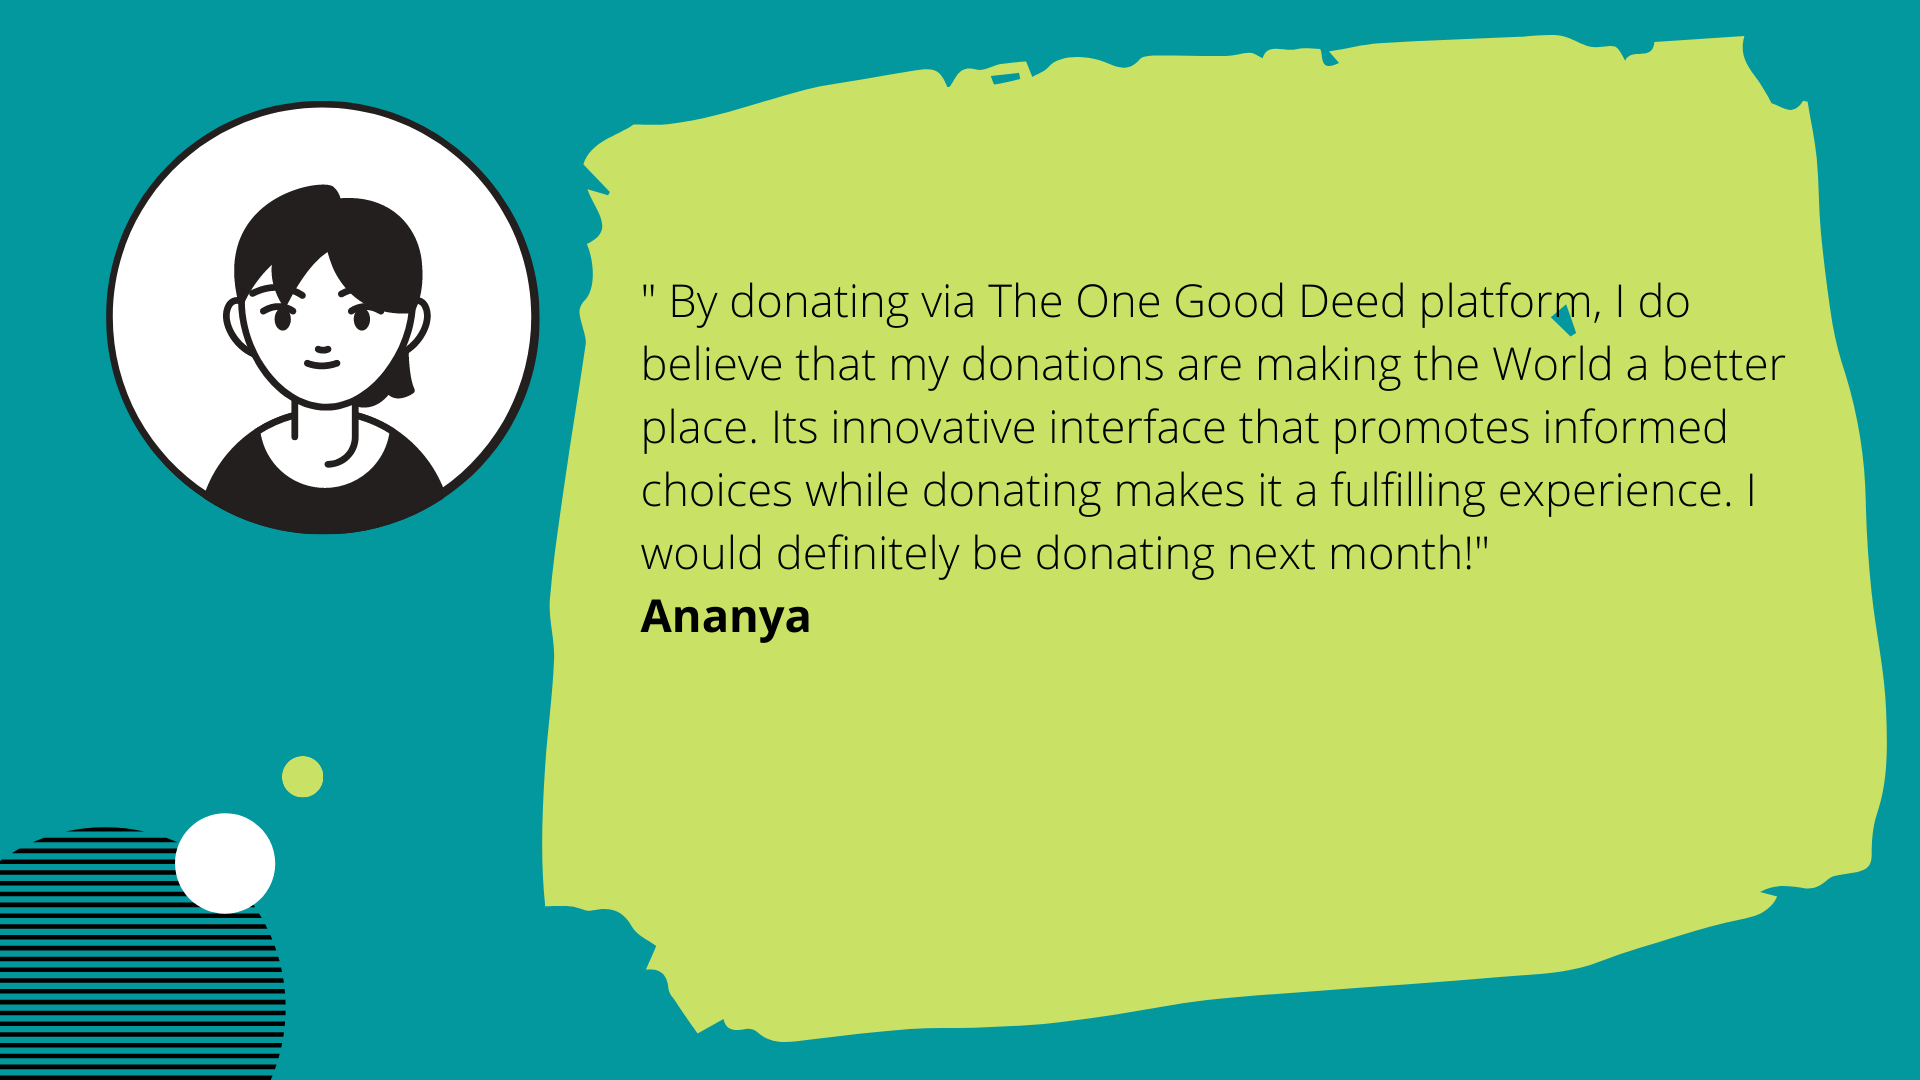 " By donating via The One Good Deed platform, I do
believe that my donations are making the World a better
place. Its innovative interface that promotes informed
choices while donating makes it a fulfilling experience. I
would definitely be donating next month!"
Ananya